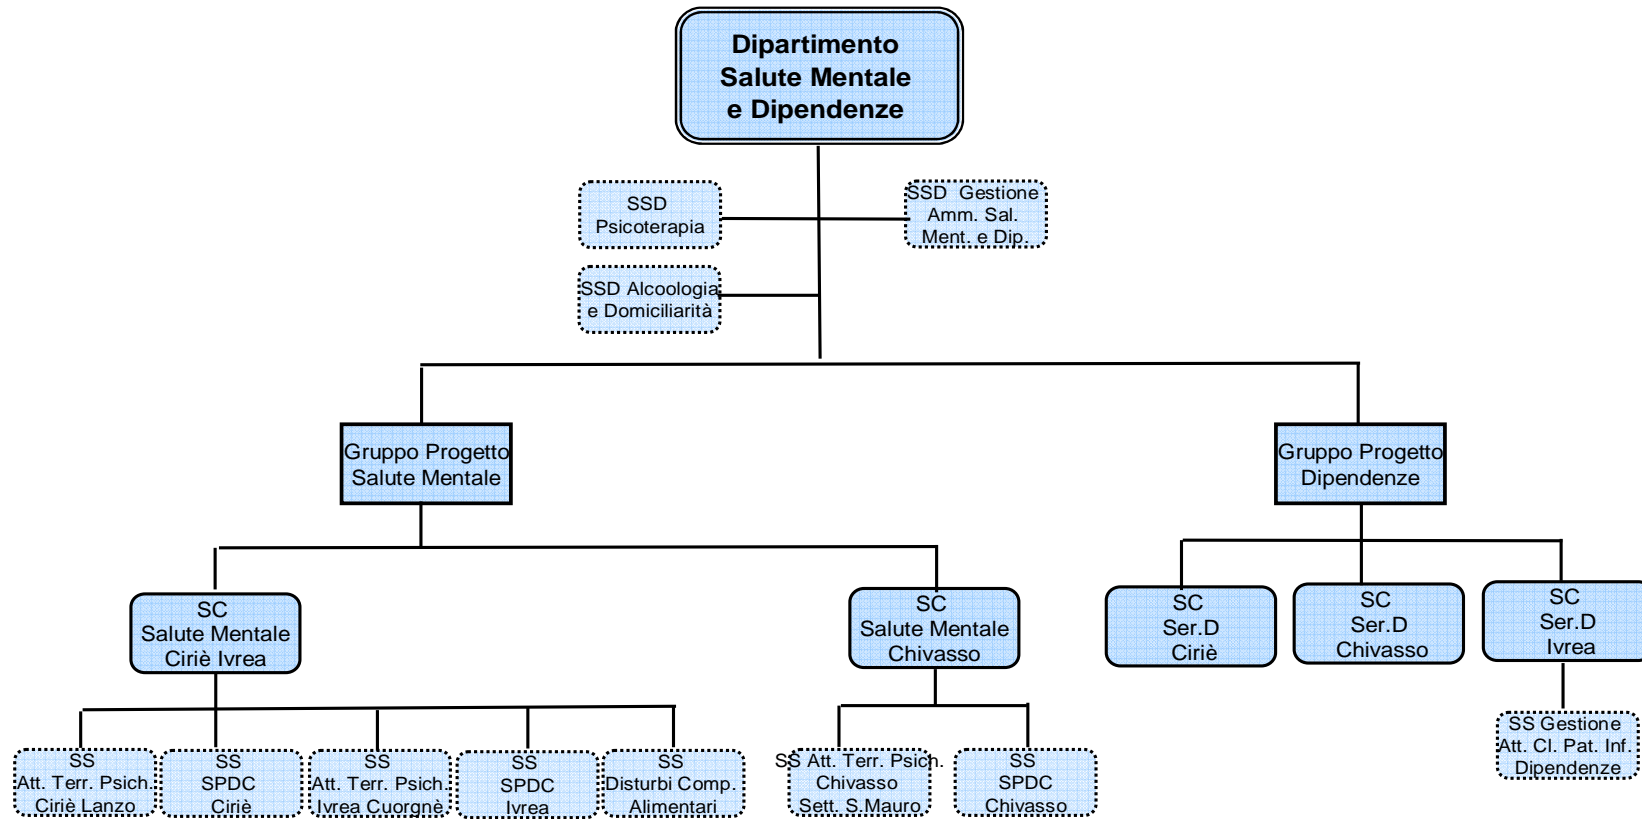 Dipartimento
Salute Mentale
e Dipendenze
SSD
Psicoterapia
SSD Gestione
Amm. Sal.
Ment. e Dip.
SSD Alcoologia
e Domiciliarità
Gruppo Progetto
Salute Mentale
Gruppo Progetto
Dipendenze
SC
Salute Mentale
Ciriè Ivrea
SC
Salute Mentale
Chivasso
SC
Ser.D
Ciriè
SC
Ser.D
Chivasso
SC
Ser.D
Ivrea
SS
Att. Terr. Psich.
Ciriè Lanzo
SS
SPDC
Ciriè
SS
Att. Terr. Psich.
Ivrea Cuorgnè
SS
SPDC
Ivrea
SS
Disturbi Comp.
Alimentari
SS Att. Terr. Psich.
Chivasso
Sett. S.Mauro
SS
SPDC
Chivasso
SS Gestione
Att. Cl. Pat. Inf.
Dipendenze